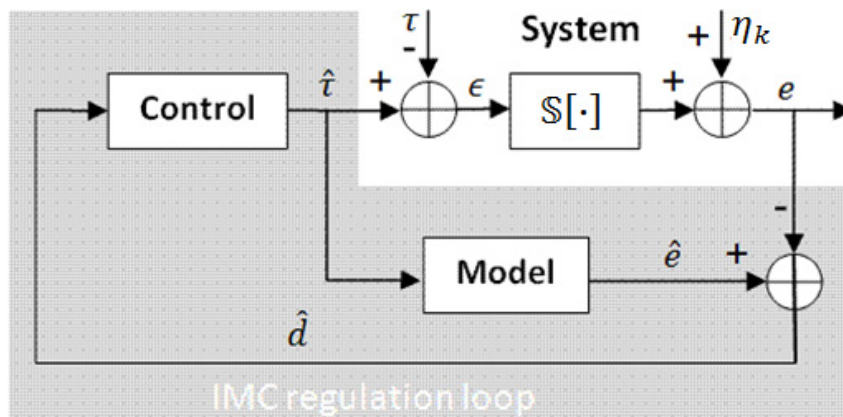 τ
-
System
+
η_k
Control
τ̂
+
ϵ
𝕊[·]
+
e
-
Model
ê
+
d̂
IMC regulation loop